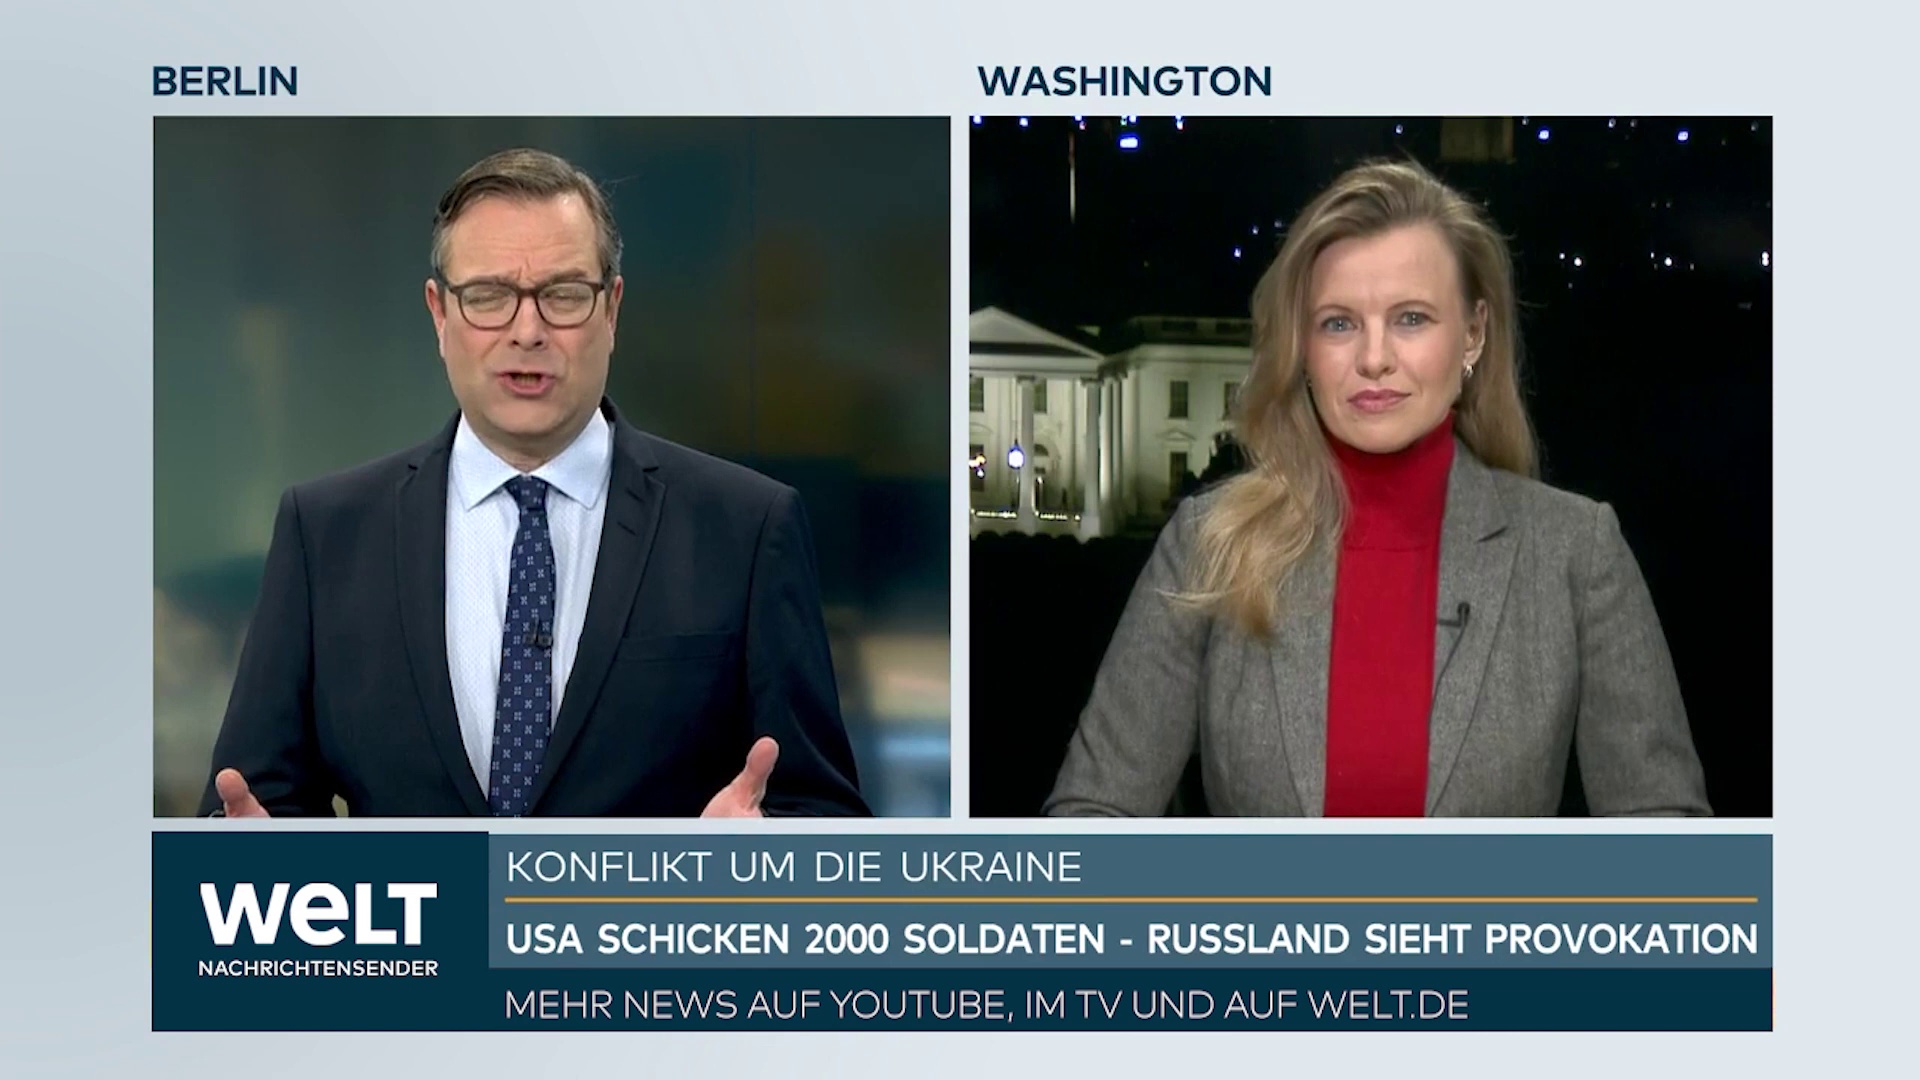 BERLIN
WASHINGTON
KONFLIKT UM DIE UKRAINE
USA SCHICKEN 2000 SOLDATEN - RUSSLAND SIEHT PROVOKATION
WELT
NACHRICHTENSENDER
MEHR NEWS AUF YOUTUBE, IM TV UND AUF WELT.DE